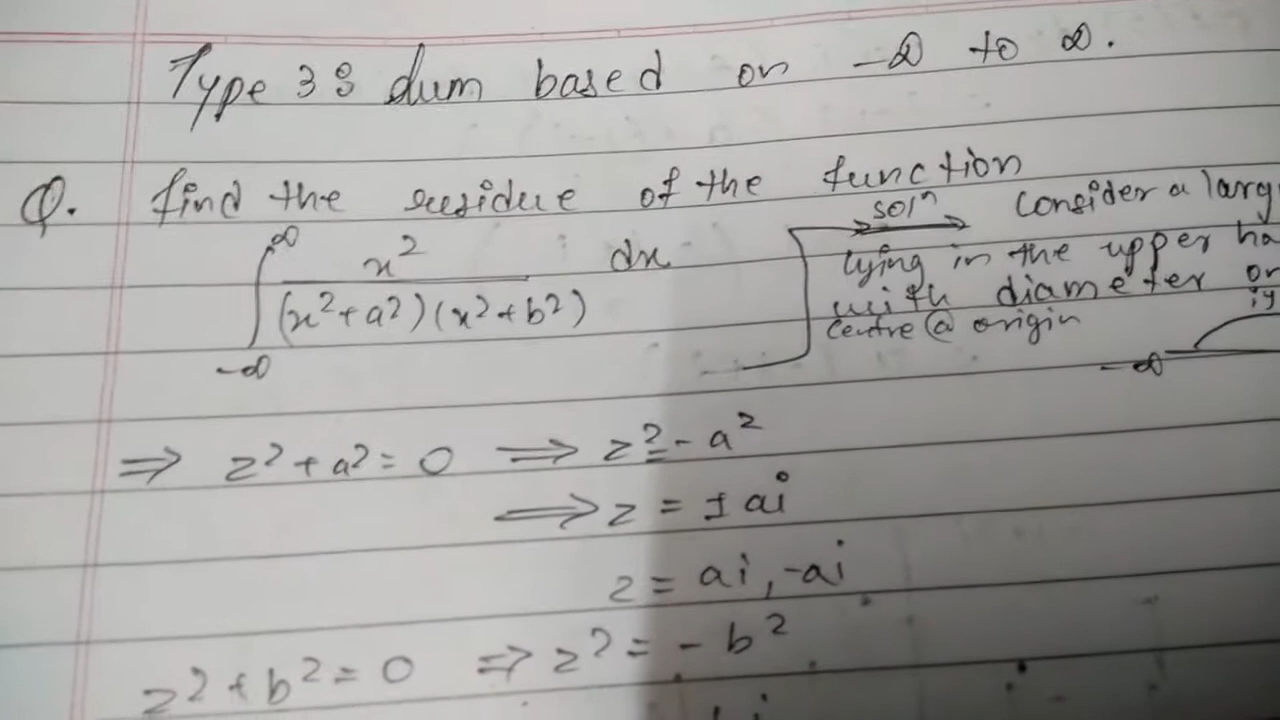 Type 3 : sum based on -∞ to ∞.
Q. find the residue of the function
∫_{-∞}^{∞} x² / (x²+a²)(x²+b²) dx
solⁿ Consider a larg
lying in the upper ha
with diameter on
centre @ origin
iy
-∞
⇒ z²+a²=0 ⇒ z²=-a²
⇒ z = ±ai
z = ai, -ai
z²+b²=0 ⇒ z²=-b²